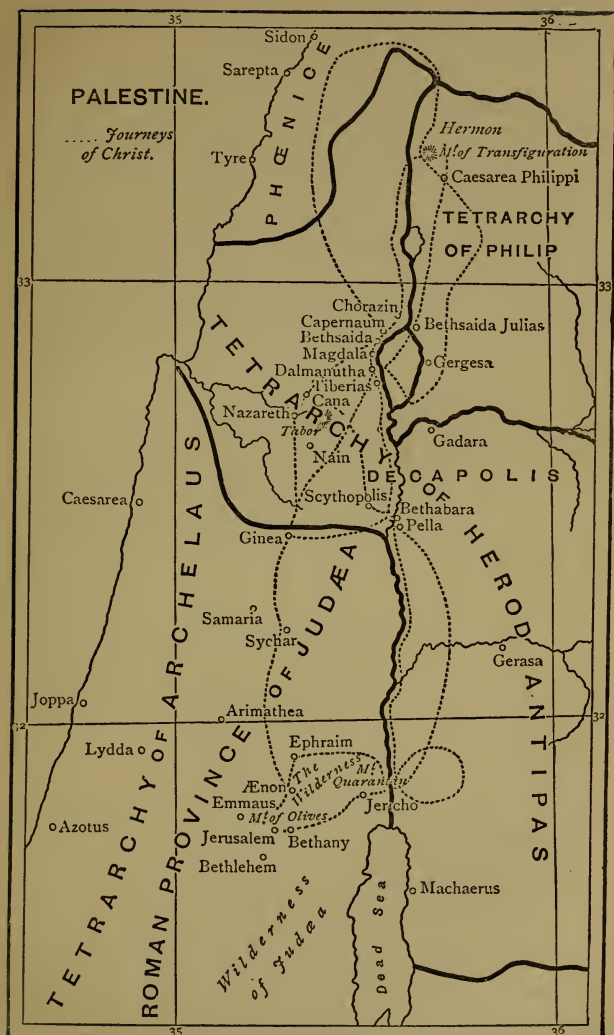 35
36
Sidon
Sarepta
PALESTINE.
..... Journeys
of Christ.
PHŒNICE
Hermon
Mt. of Transfiguration
Tyre
Caesarea Philippi
TETRARCHY
OF PHILIP
33
33
Chorazin
Capernaum
Bethsaida
Bethsaida Julias
Magdala
Dalmanutha
Gergesa
Tiberias
Cana
Nazareth
Tabor
Gadara
Nain
DECAPOLIS
Scythopolis
Caesarea
Bethabara
Pella
Ginea
TETRARCHY OF HEROD ANTIPAS
Samaria
Sychar
Gerasa
Joppa
Arimathea
32
32
Lydda
Ephraim
The
Wilderness
Mt.
Quarantin
Ænon
Emmaus
Jericho
Mt. of Olives
Azotus
Jerusalem
Bethany
Bethlehem
Machaerus
TETRARCHY OF ARCHELAUS
ROMAN PROVINCE OF JUDÆA
Wilderness
of Judæa
Dead Sea
35
36